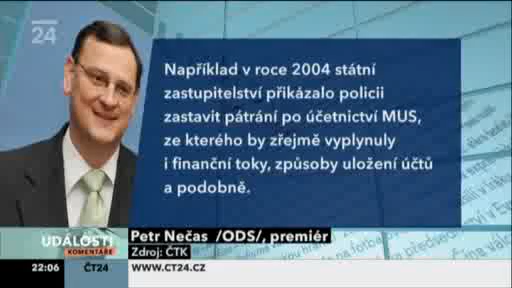 24
Například v roce 2004 státní
zastupitelství přikázalo policii
zastavit pátrání po účetnictví MUS,
ze kterého by zřejmě vyplynuly
i finanční toky, způsoby uložení účtů
a podobně.
UDÁLOSTI
KOMENTÁŘE
Petr Nečas /ODS/, premiér
Zdroj: ČTK
22:06 ČT24 WWW.CT24.CZ